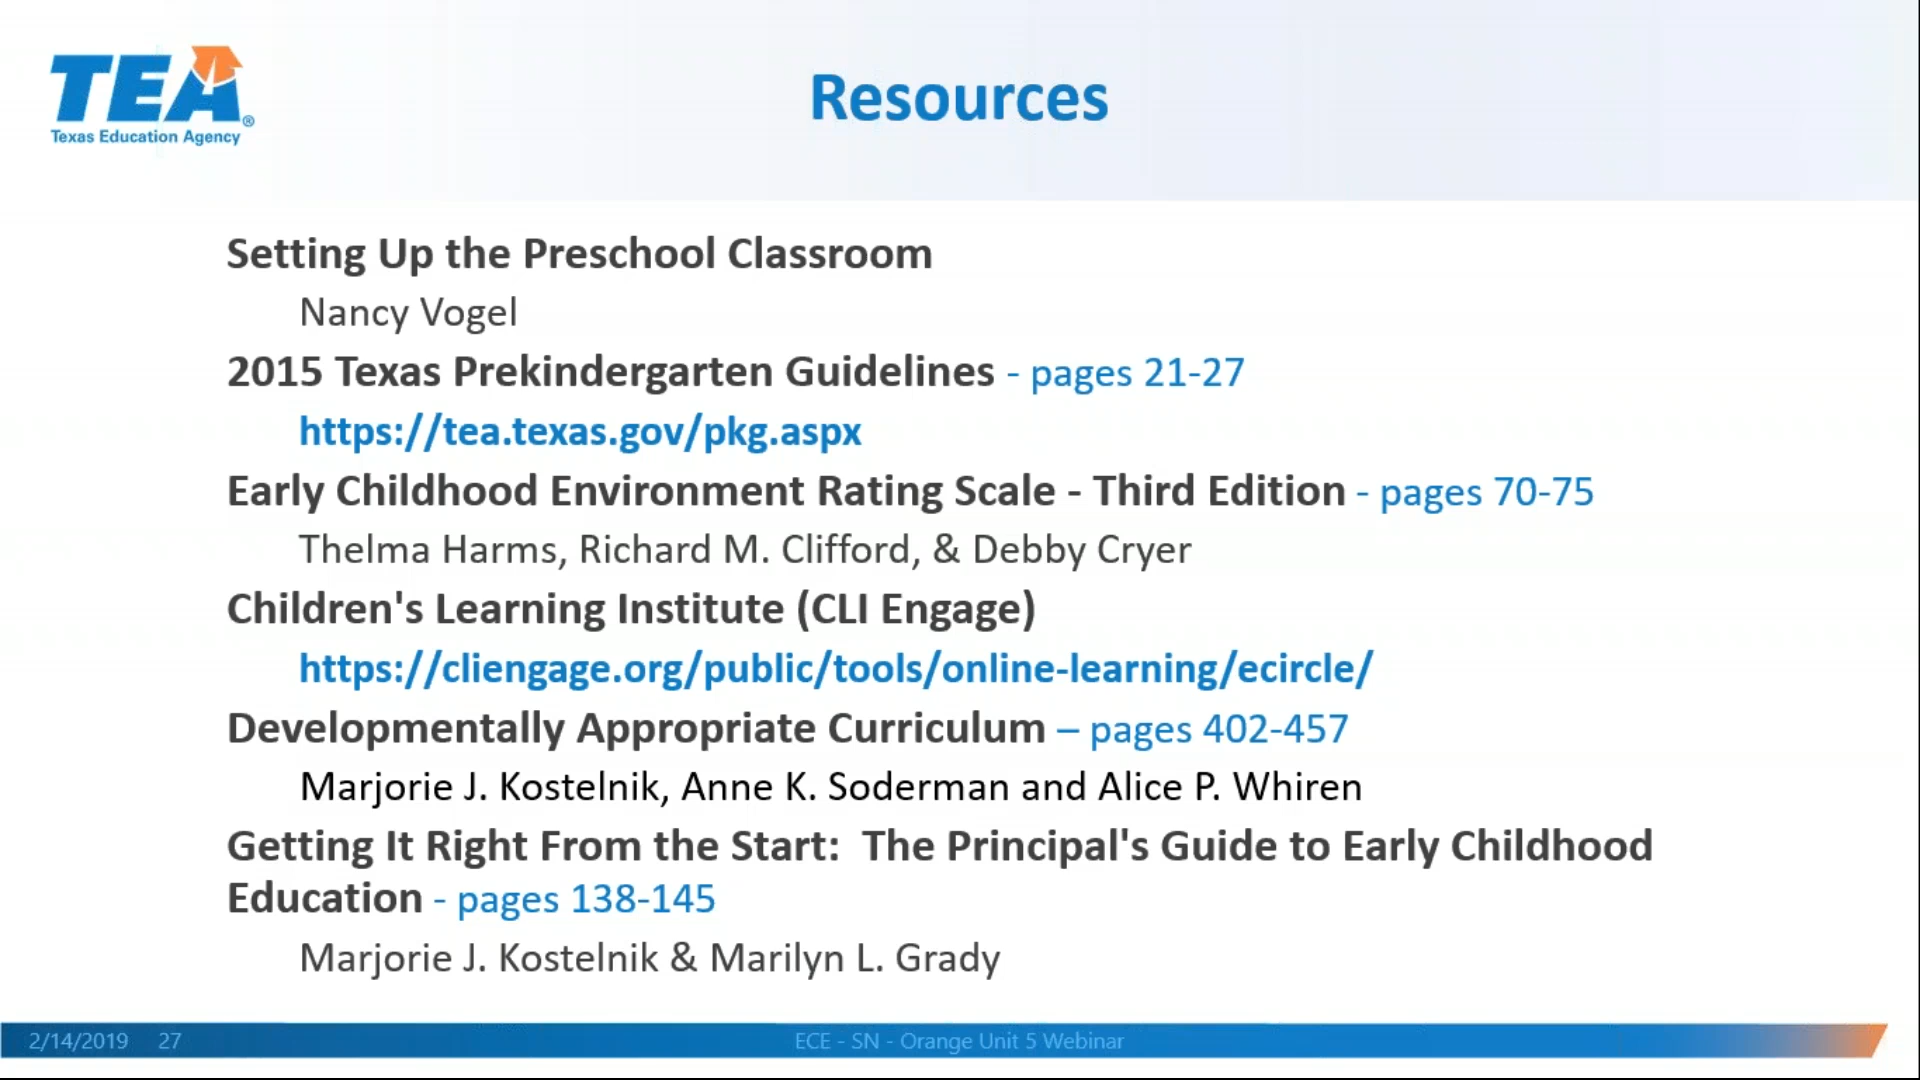 TEA®
Texas Education Agency
Resources
Setting Up the Preschool Classroom
Nancy Vogel
2015 Texas Prekindergarten Guidelines - pages 21-27
https://tea.texas.gov/pkg.aspx
Early Childhood Environment Rating Scale - Third Edition - pages 70-75
Thelma Harms, Richard M. Clifford, & Debby Cryer
Children's Learning Institute (CLI Engage)
https://cliengage.org/public/tools/online-learning/ecircle/
Developmentally Appropriate Curriculum – pages 402-457
Marjorie J. Kostelnik, Anne K. Soderman and Alice P. Whiren
Getting It Right From the Start:  The Principal's Guide to Early Childhood
Education - pages 138-145
Marjorie J. Kostelnik & Marilyn L. Grady
2/14/2019 27 ECE - SN - Orange Unit 5 Webinar